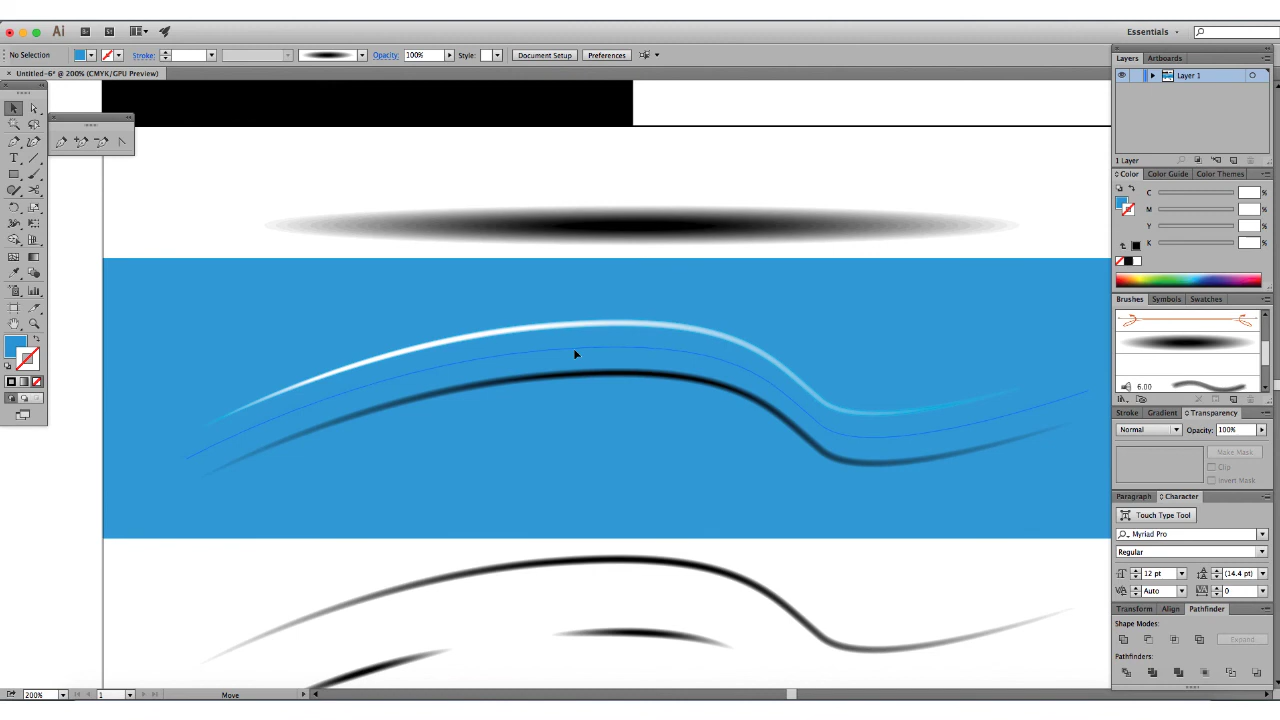 Ai Br St Essentials
No Selection Stroke: Opacity: 100% Style: Document Setup Preferences
× Untitled -6* @ 200% (CMYK/GPU Preview)
Layers Artboards
Layer 1
T
1 Layer
Color Color Guide Color Themes
C %
M %
Y %
K %
Brushes Symbols Swatches
6.00
Stroke Gradient Transparency
Normal Opacity: 100%
Make Mask
Clip
Invert Mask
Paragraph Character
Touch Type Tool
Myriad Pro
Regular
12 pt (14.4 pt)
Auto 0
Transform Align Pathfinder
Shape Modes:
Expand
Pathfinders:
200% 1 Move